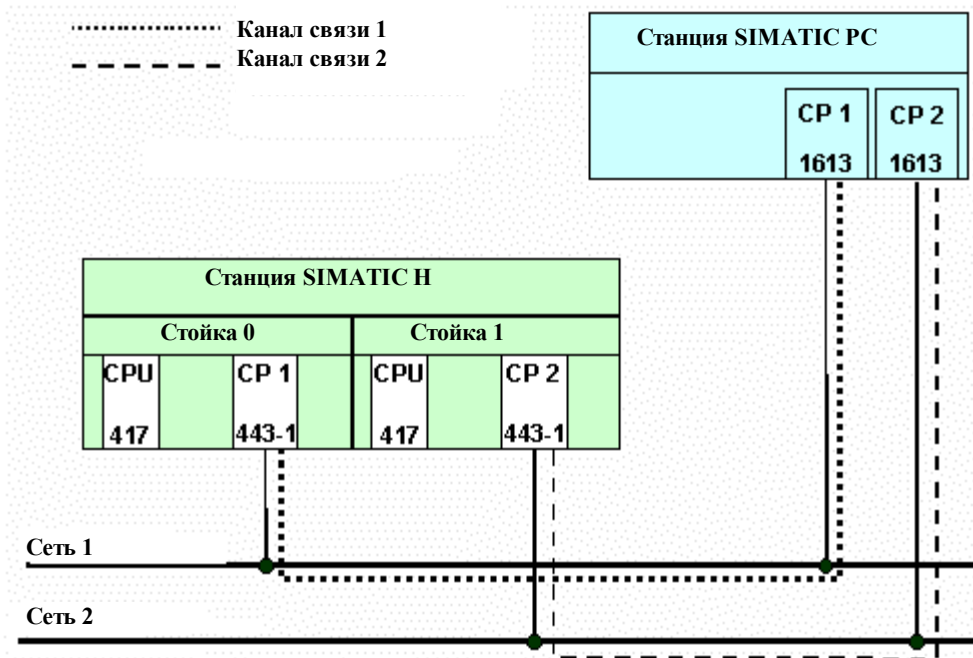 Канал связи 1
Канал связи 2
Станция SIMATIC PC
CP 1
1613
CP 2
1613
Станция SIMATIC H
Стойка 0
Стойка 1
CPU
417
CP 1
443-1
CPU
417
CP 2
443-1
Сеть 1
Сеть 2